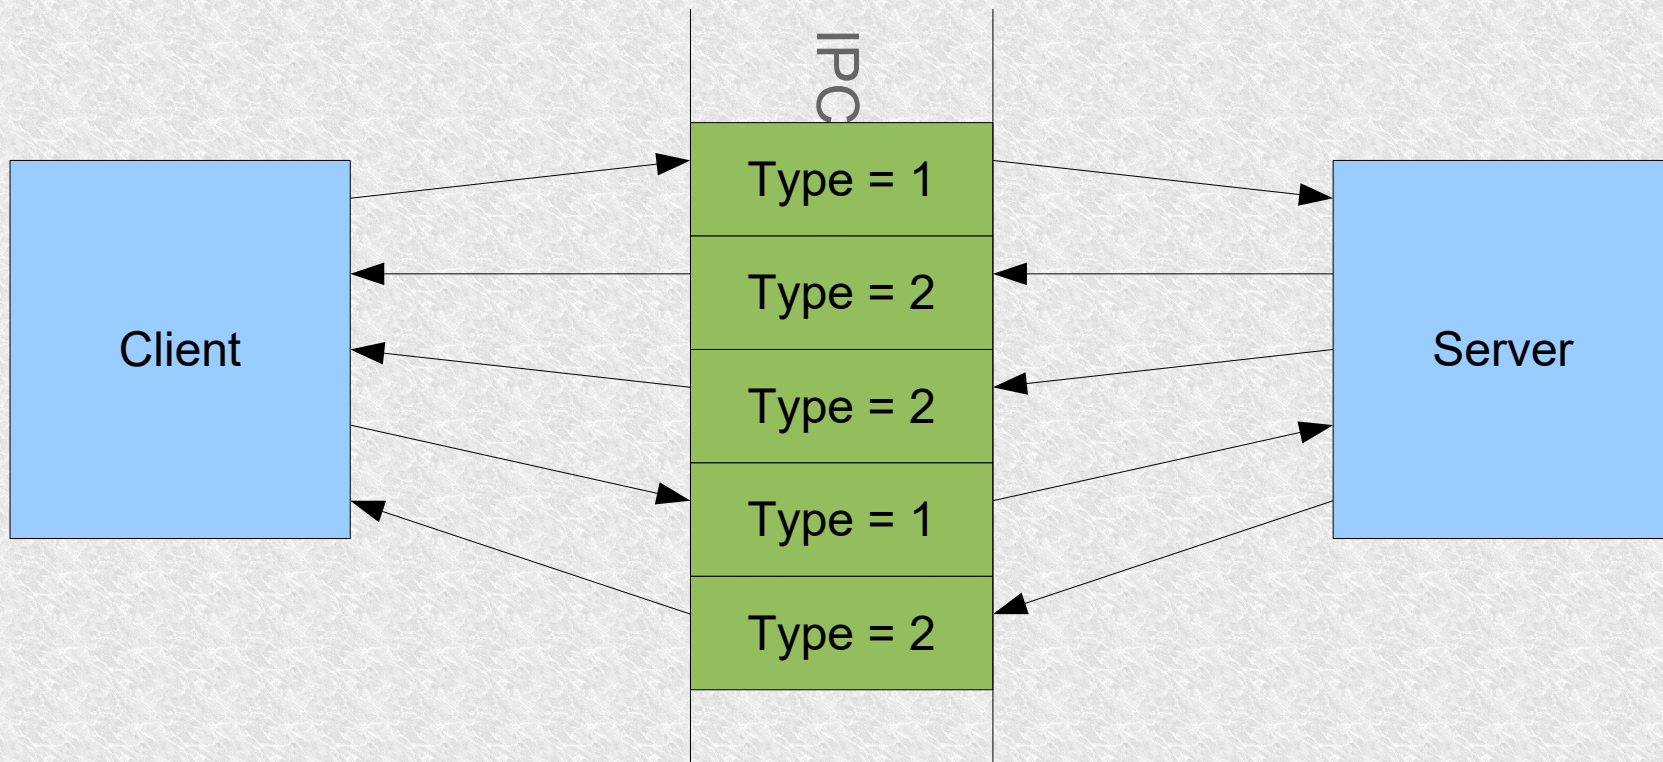 IPC
Type = 1
Type = 2
Client
Server
Type = 2
Type = 1
Type = 2